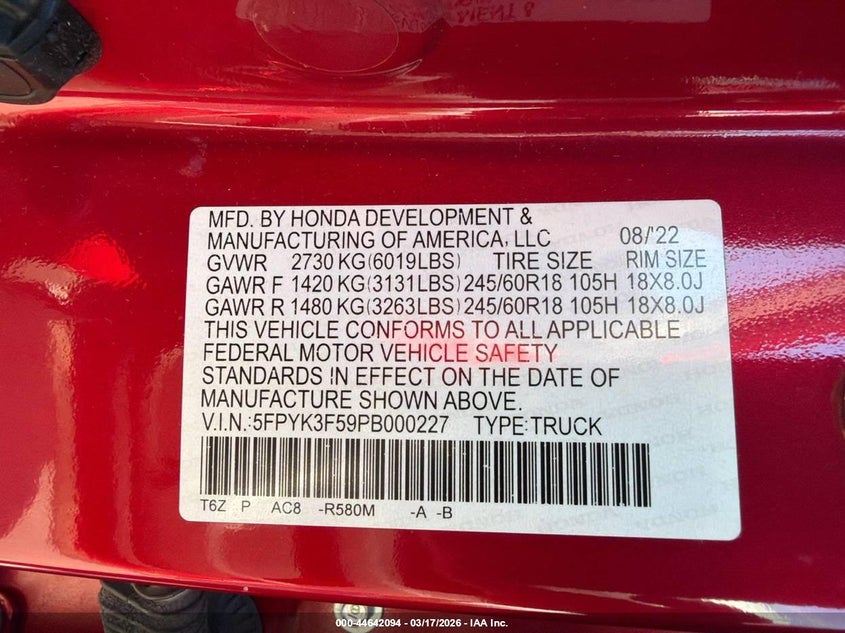 MFD. BY HONDA DEVELOPMENT &
MANUFACTURING OF AMERICA, LLC 08/'22
GVWR 2730 KG(6019LBS) TIRE SIZE RIM SIZE
GAWR F 1420 KG(3131LBS) 245/60R18 105H 18X8.0J
GAWR R 1480 KG(3263LBS) 245/60R18 105H 18X8.0J
THIS VEHICLE CONFORMS TO ALL APPLICABLE
FEDERAL MOTOR VEHICLE SAFETY
STANDARDS IN EFFECT ON THE DATE OF
MANUFACTURE SHOWN ABOVE.
V.I.N.:5FPYK3F59PB000227 TYPE:TRUCK
T6Z P AC8 -R580M -A -B
000-44642094 - 03/17/2026 - IAA Inc.